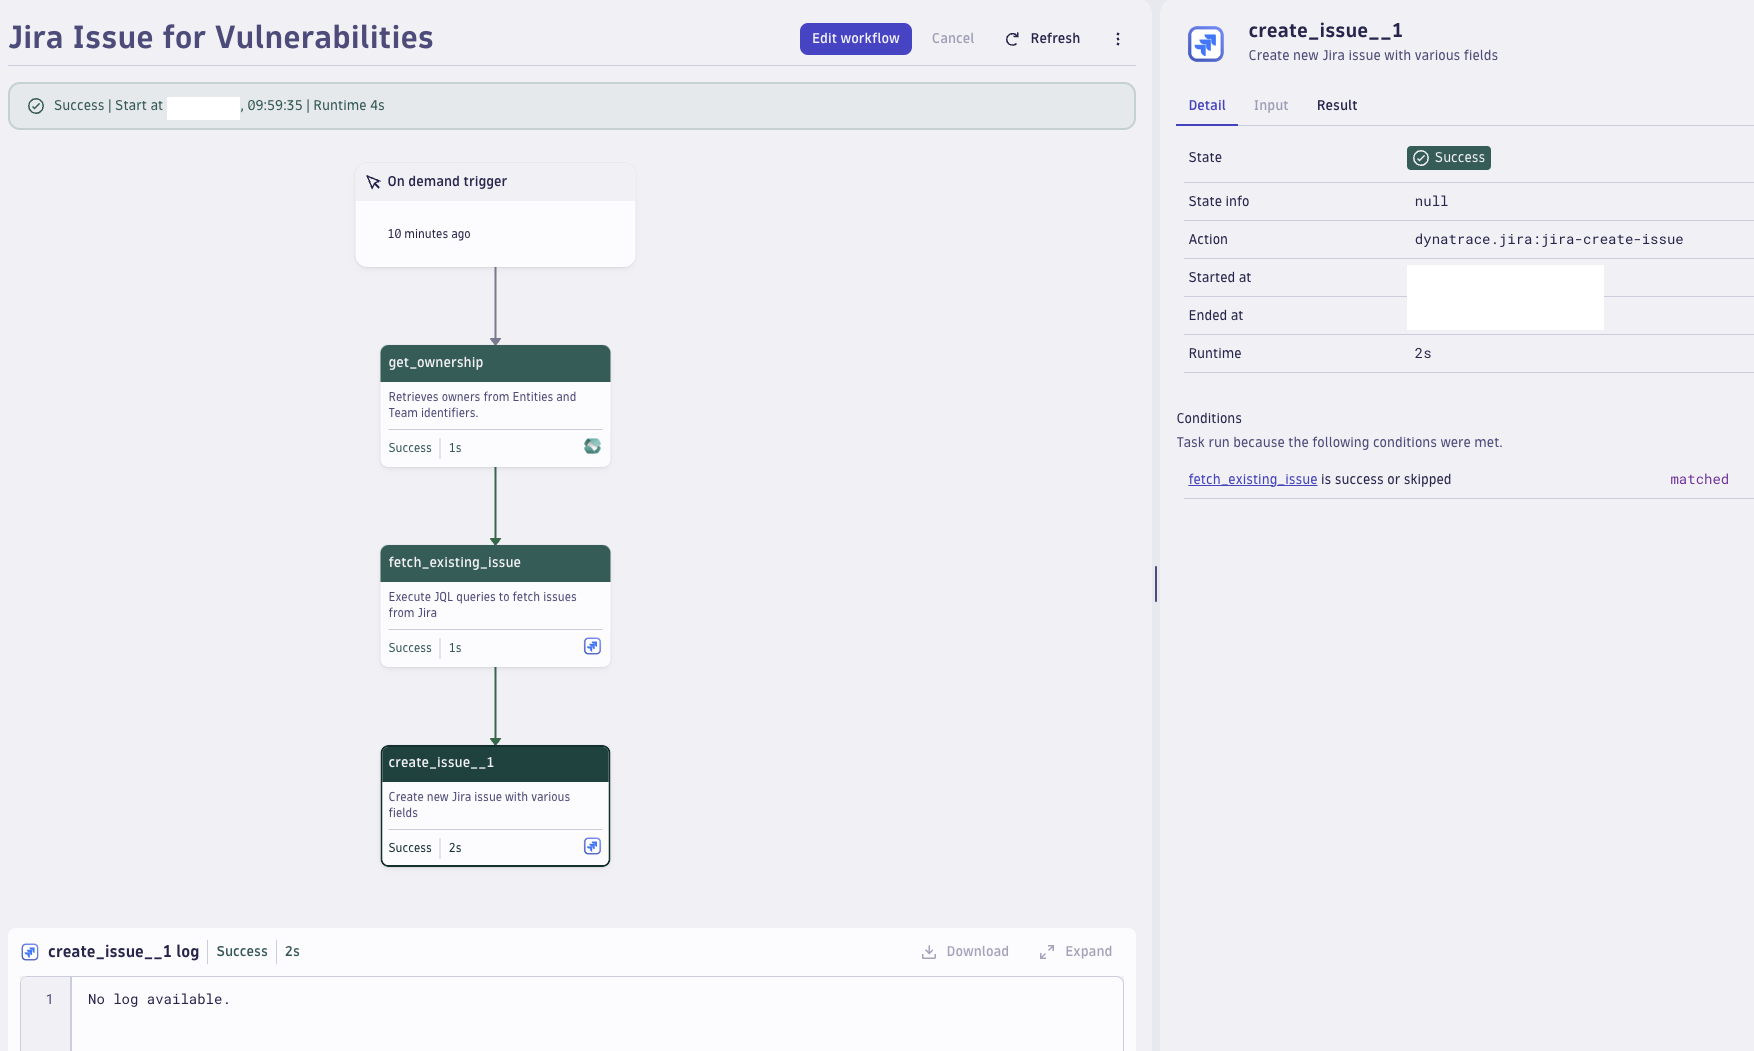 Jira Issue for Vulnerabilities
Edit workflow
Cancel
Refresh
Success | Start at , 09:59:35 | Runtime 4s
On demand trigger
10 minutes ago
get_ownership
Retrieves owners from Entities and
Team identifiers.
Success
1s
fetch_existing_issue
Execute JQL queries to fetch issues
from Jira
Success
1s
create_issue__1
Create new Jira issue with various
fields
Success
2s
create_issue__1 log
Success
2s
Download
Expand
1
No log available.
create_issue__1
Create new Jira issue with various fields
Detail
Input
Result
State
Success
State info
null
Action
dynatrace.jira:jira-create-issue
Started at
Ended at
Runtime
2s
Conditions
Task run because the following conditions were met.
fetch_existing_issue is success or skipped
matched